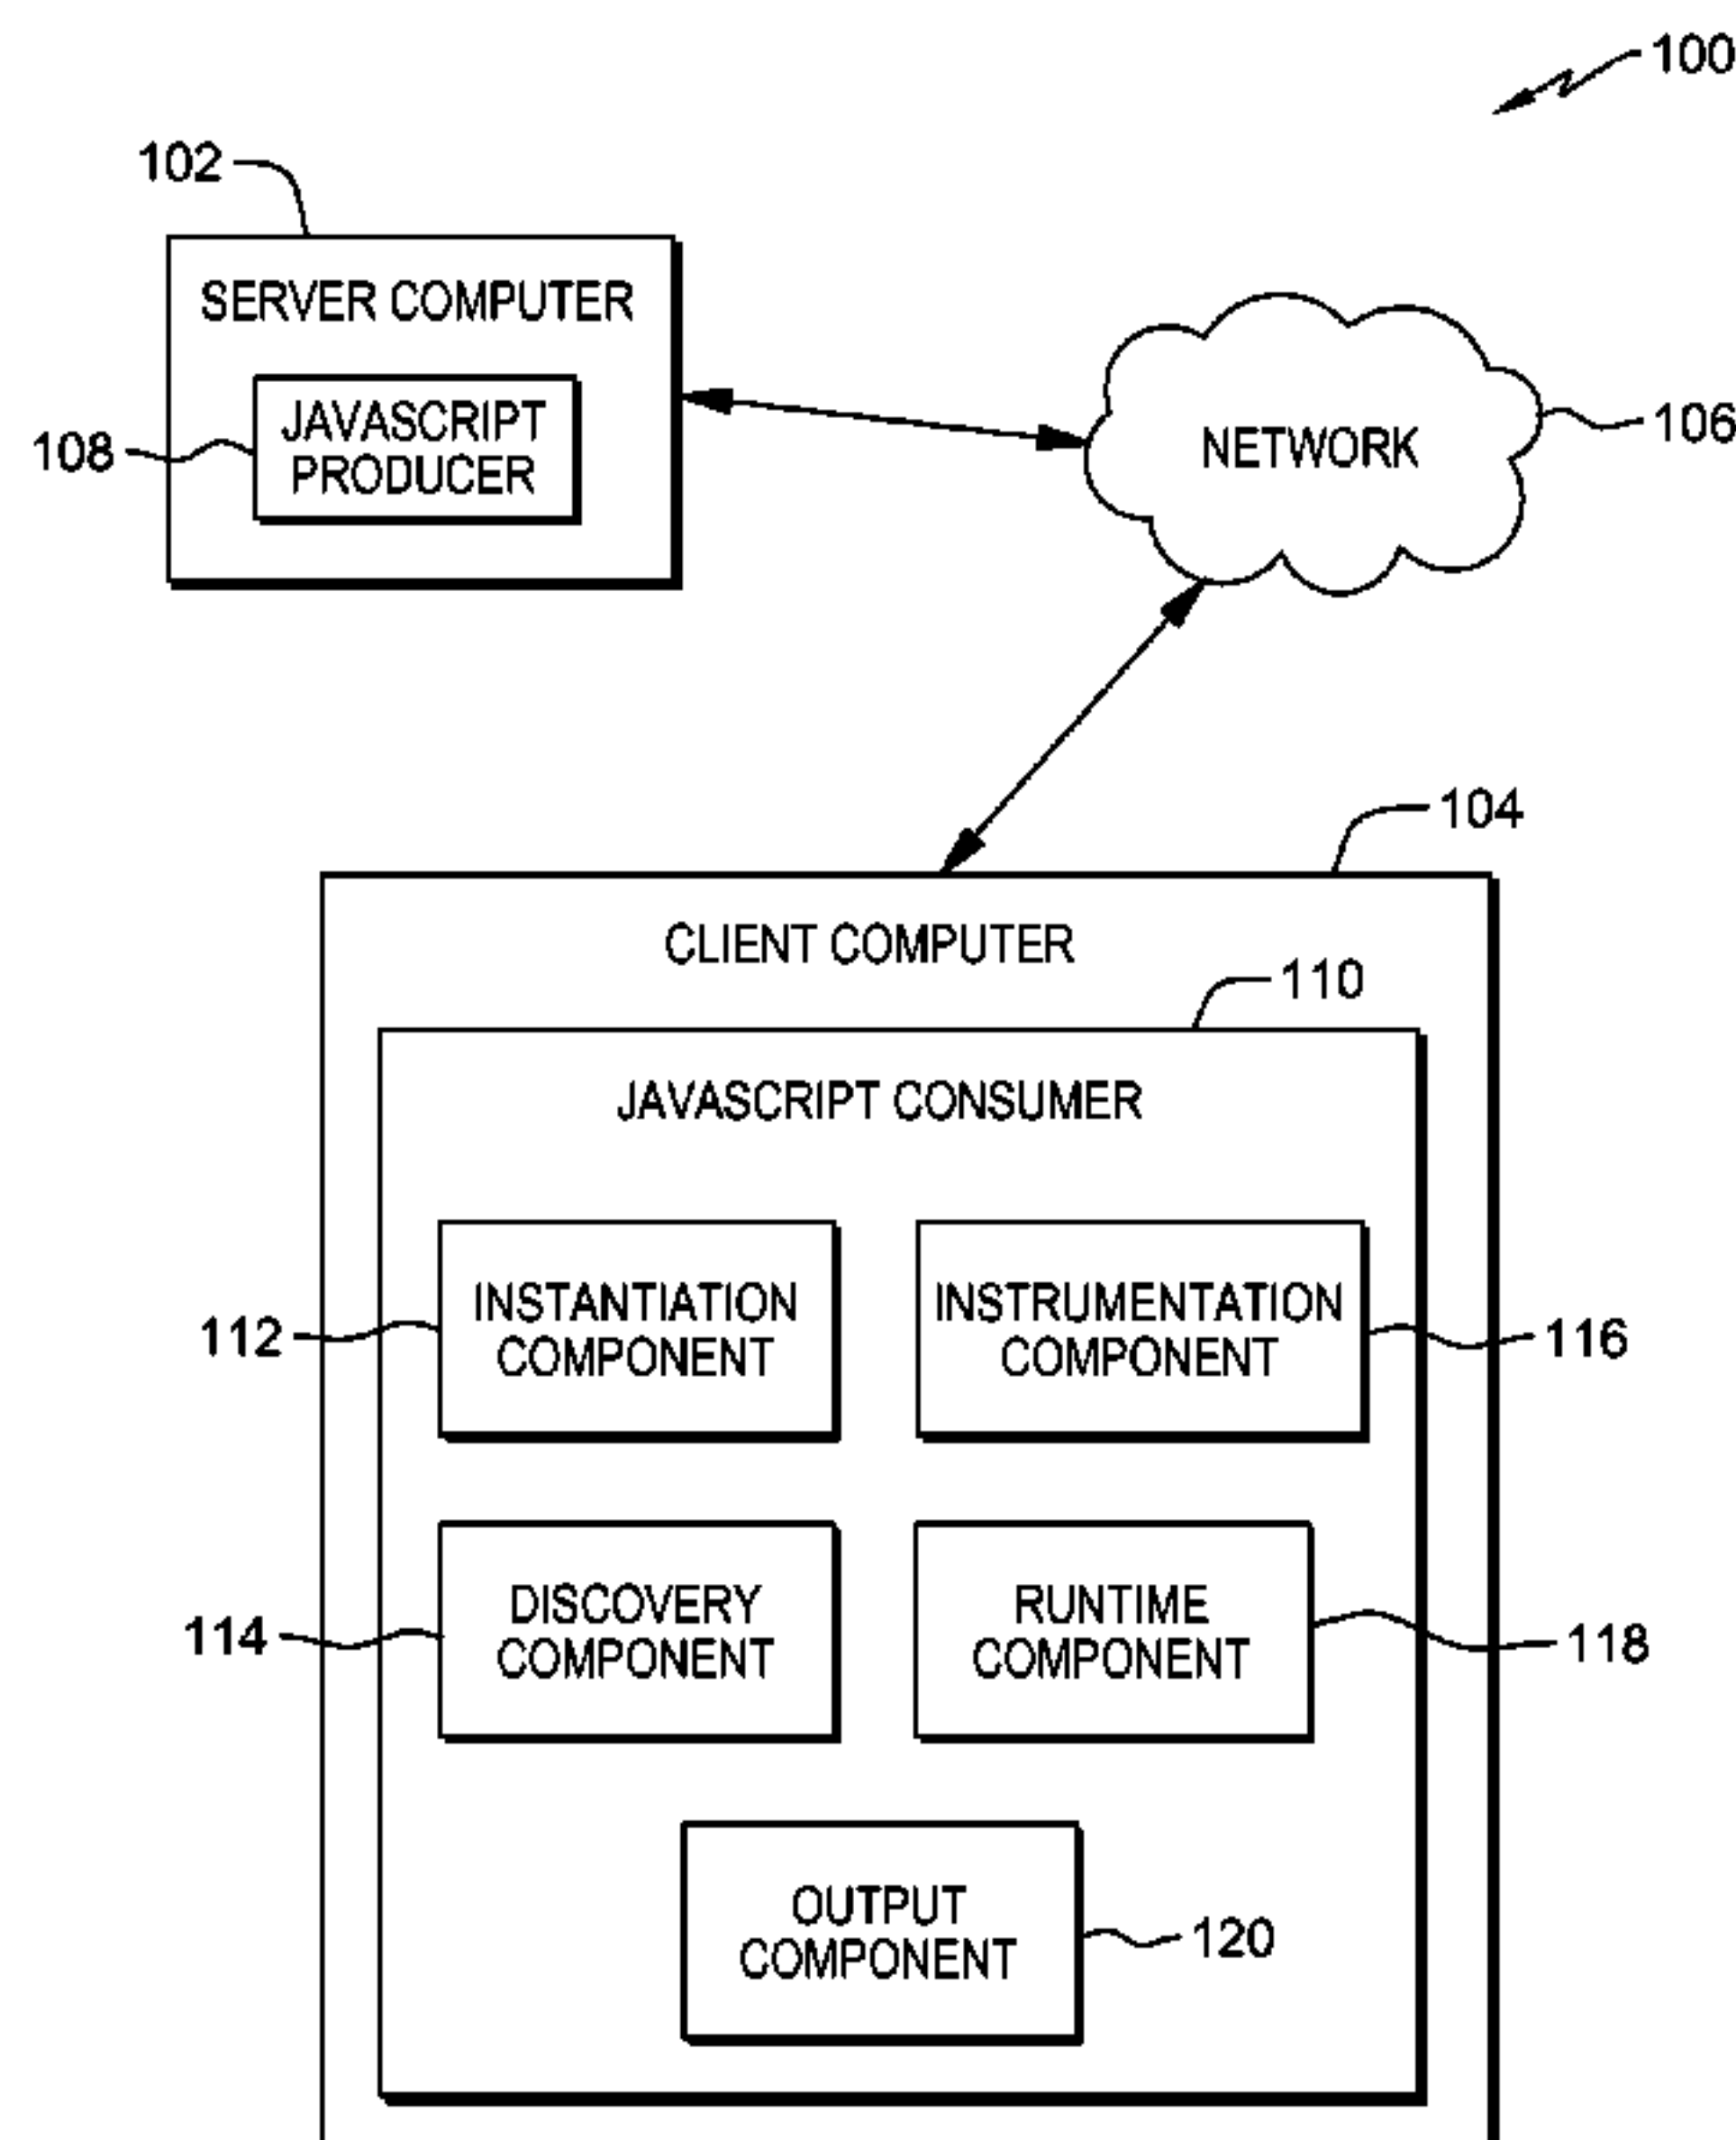 100
102
SERVER COMPUTER
JAVASCRIPT
PRODUCER
108
NETWORK
106
104
CLIENT COMPUTER
110
JAVASCRIPT CONSUMER
INSTANTIATION
COMPONENT
112
INSTRUMENTATION
COMPONENT
116
DISCOVERY
COMPONENT
114
RUNTIME
COMPONENT
118
OUTPUT
COMPONENT
120